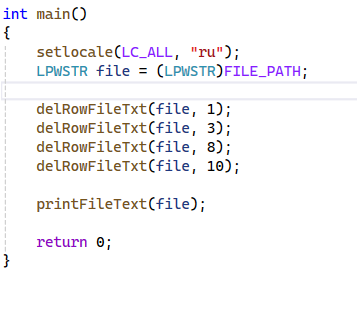 int main()
{
    setlocale(LC_ALL, "ru");
    LPWSTR file = (LPWSTR)FILE_PATH;

    delRowFileTxt(file, 1);
    delRowFileTxt(file, 3);
    delRowFileTxt(file, 8);
    delRowFileTxt(file, 10);

    printFileText(file);

    return 0;
}